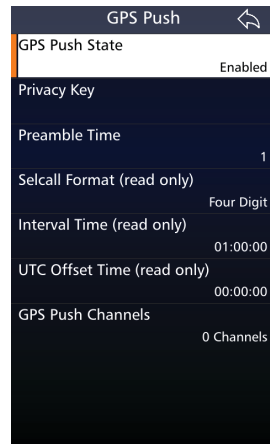 GPS Push
GPS Push State
Enabled
Privacy Key
Preamble Time
1
Selcall Format (read only)
Four Digit
Interval Time (read only)
01:00:00
UTC Offset Time (read only)
00:00:00
GPS Push Channels
0 Channels